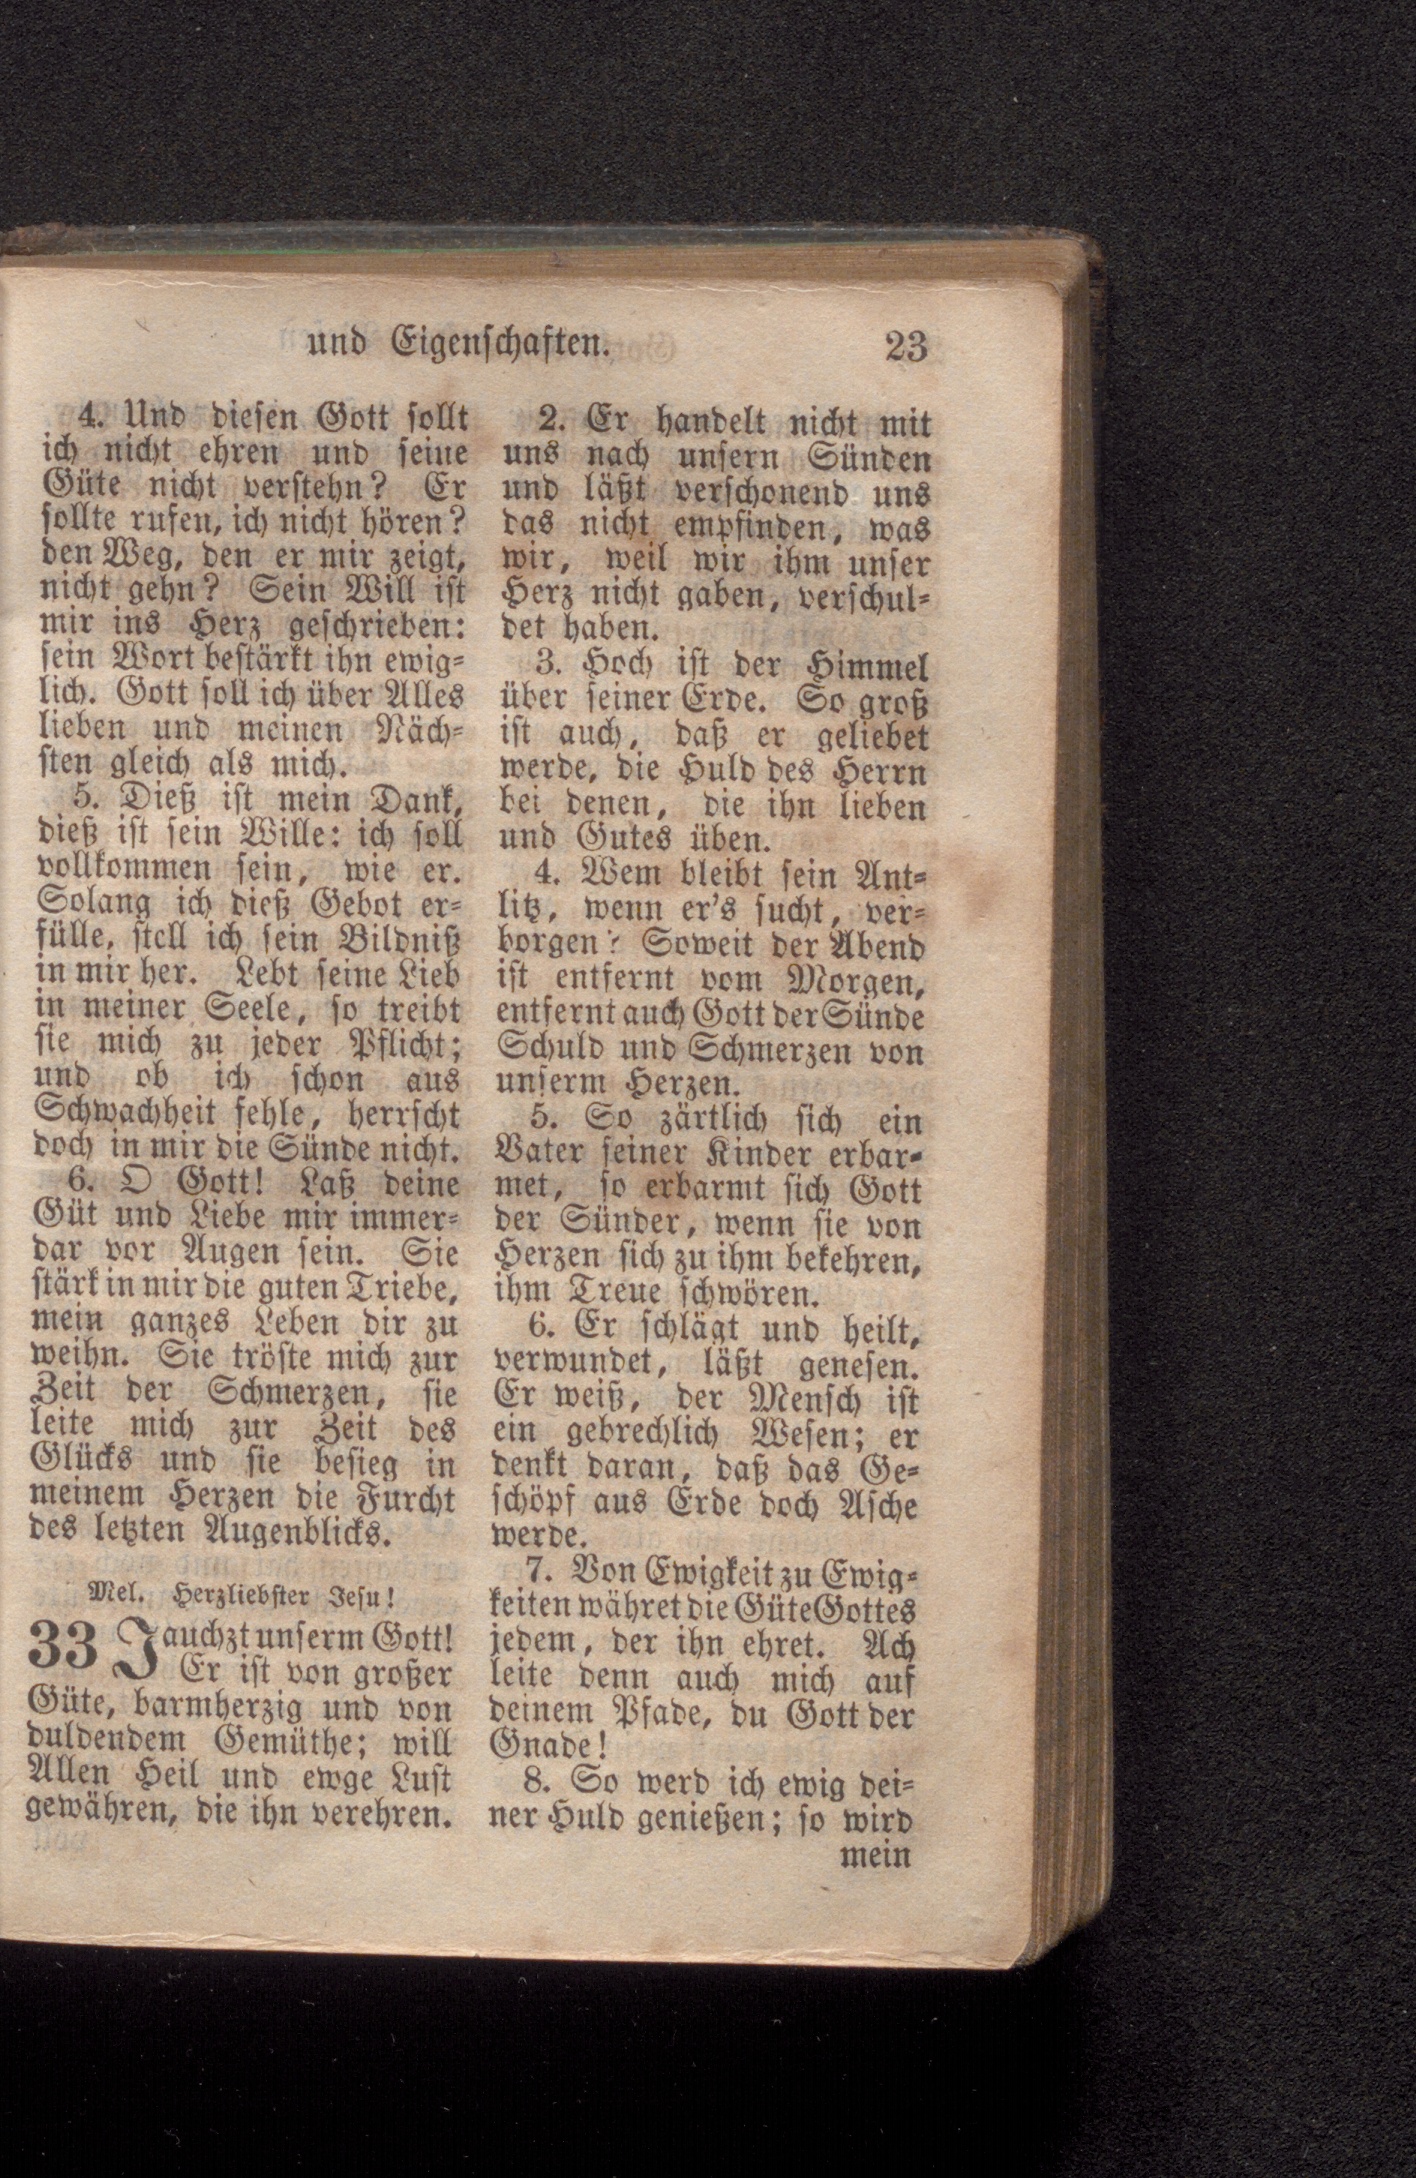 und Eigenschaften. 23
4. Und diesen Gott sollt
ich nicht ehren und seine
Güte nicht verstehn? Er
sollte rufen, ich nicht hören?
den Weg, den er mir zeigt,
nicht gehn? Sein Will ist
mir ins Herz geschrieben:
sein Wort bestärkt ihn ewig-
lich. Gott soll ich über Alles
lieben und meinen Näch-
sten gleich als mich.
5. Dieß ist mein Dank,
dieß ist sein Wille: ich soll
vollkommen sein, wie er.
Solang ich dieß Gebot er-
fülle, stell ich sein Bildniß
in mir her. Lebt seine Lieb
in meiner Seele, so treibt
sie mich zu jeder Pflicht;
und ob ich schon aus
Schwachheit fehle, herrscht
doch in mir die Sünde nicht.
6. O Gott! Laß deine
Güt und Liebe mir immer-
dar vor Augen sein. Sie
stärk in mir die guten Triebe,
mein ganzes Leben dir zu
weihn. Sie tröste mich zur
Zeit der Schmerzen, sie
leite mich zur Zeit des
Glücks und sie besieg in
meinem Herzen die Furcht
des letzten Augenblicks.
Mel. Herzliebster Jesu!
33 Jauchzt unserm Gott!
Er ist von großer
Güte, barmherzig und von
duldendem Gemüthe; will
Allen Heil und ewge Lust
gewähren, die ihn verehren.
2. Er handelt nicht mit
uns nach unsern Sünden
und läßt verschonend uns
das nicht empfinden, was
wir, weil wir ihm unser
Herz nicht gaben, verschul-
det haben.
3. Hoch ist der Himmel
über seiner Erde. So groß
ist auch, daß er geliebet
werde, die Huld des Herrn
bei denen, die ihn lieben
und Gutes üben.
4. Wem bleibt sein Ant-
litz, wenn er's sucht, ver-
borgen? Soweit der Abend
ist entfernt vom Morgen,
entfernt auch Gott der Sünde
Schuld und Schmerzen von
unserm Herzen.
5. So zärtlich sich ein
Vater seiner Kinder erbar-
met, so erbarmt sich Gott
der Sünder, wenn sie von
Herzen sich zu ihm bekehren,
ihm Treue schwören.
6. Er schlägt und heilt,
verwundet, läßt genesen.
Er weiß, der Mensch ist
ein gebrechlich Wesen; er
denkt daran, daß das Ge-
schöpf aus Erde doch Asche
werde.
7. Von Ewigkeit zu Ewig-
keiten währet die Güte Gottes
jedem, der ihn ehret. Ach
leite denn auch mich auf
deinem Pfade, du Gott der
Gnade!
8. So werd ich ewig dei-
ner Huld genießen; so wird
mein